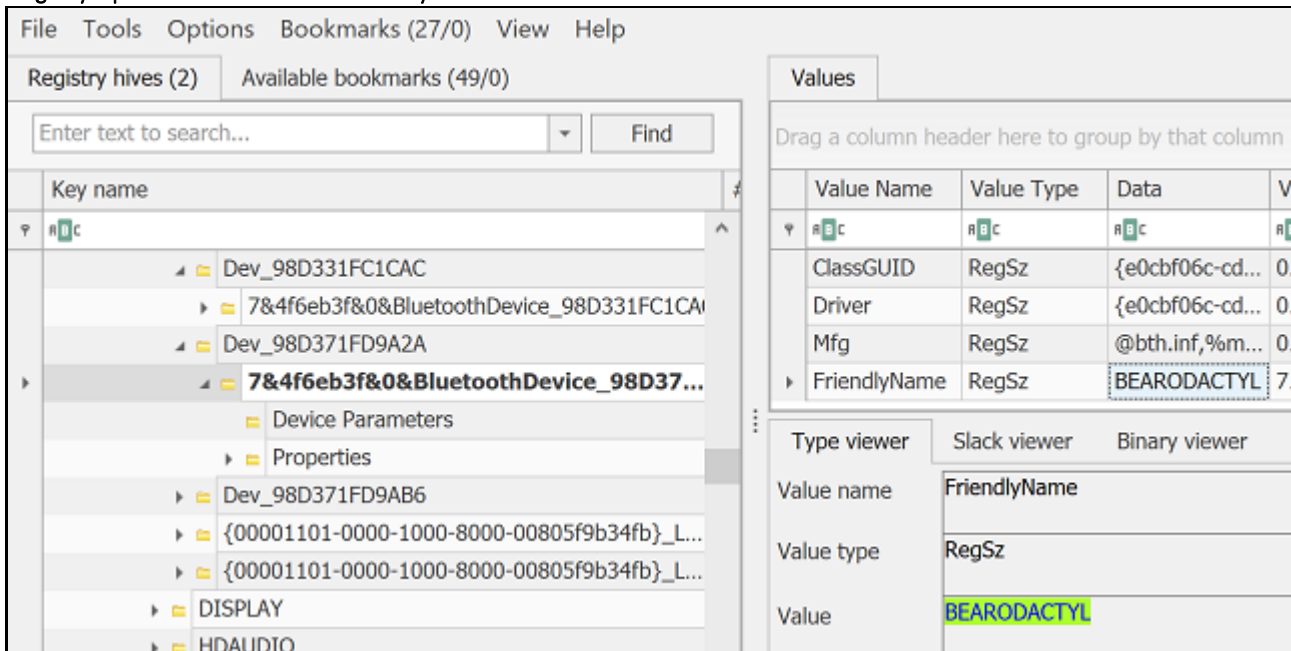 File Tools Options Bookmarks (27/0) View Help
Registry hives (2) Available bookmarks (49/0)
Enter text to search... Find
Key name
Dev_98D331FC1CAC
7&4f6eb3f&0&BluetoothDevice_98D331FC1CA
Dev_98D371FD9A2A
7&4f6eb3f&0&BluetoothDevice_98D37...
Device Parameters
Properties
Dev_98D371FD9AB6
{00001101-0000-1000-8000-00805f9b34fb}_L...
{00001101-0000-1000-8000-00805f9b34fb}_L...
DISPLAY
HDAUDIO
Values
Drag a column header here to group by that column
Value Name Value Type Data V
ClassGUID RegSz {e0cbf06c-cd... 0.
Driver RegSz {e0cbf06c-cd... 0.
Mfg RegSz @bth.inf,%m... 0.
FriendlyName RegSz BEARODACTYL 7.
Type viewer Slack viewer Binary viewer
Value name FriendlyName
Value type RegSz
Value BEARODACTYL